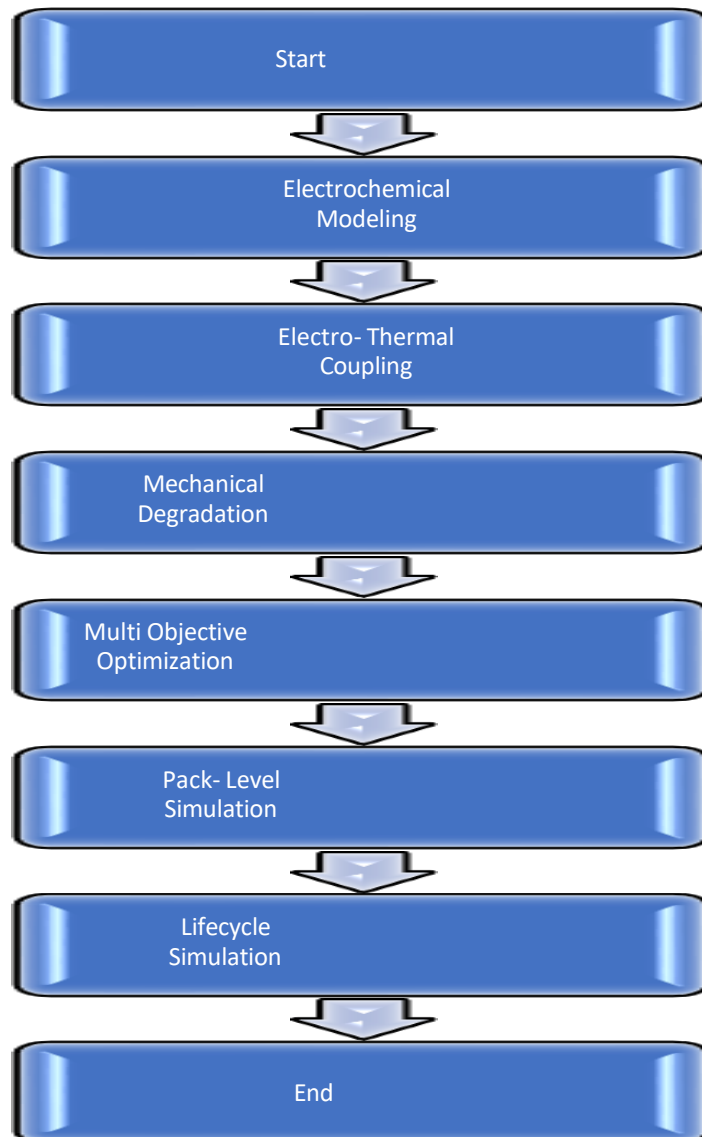 Start
Electrochemical
Modeling
Electro- Thermal
Coupling
Mechanical
Degradation
Multi Objective
Optimization
Pack- Level
Simulation
Lifecycle
Simulation
End